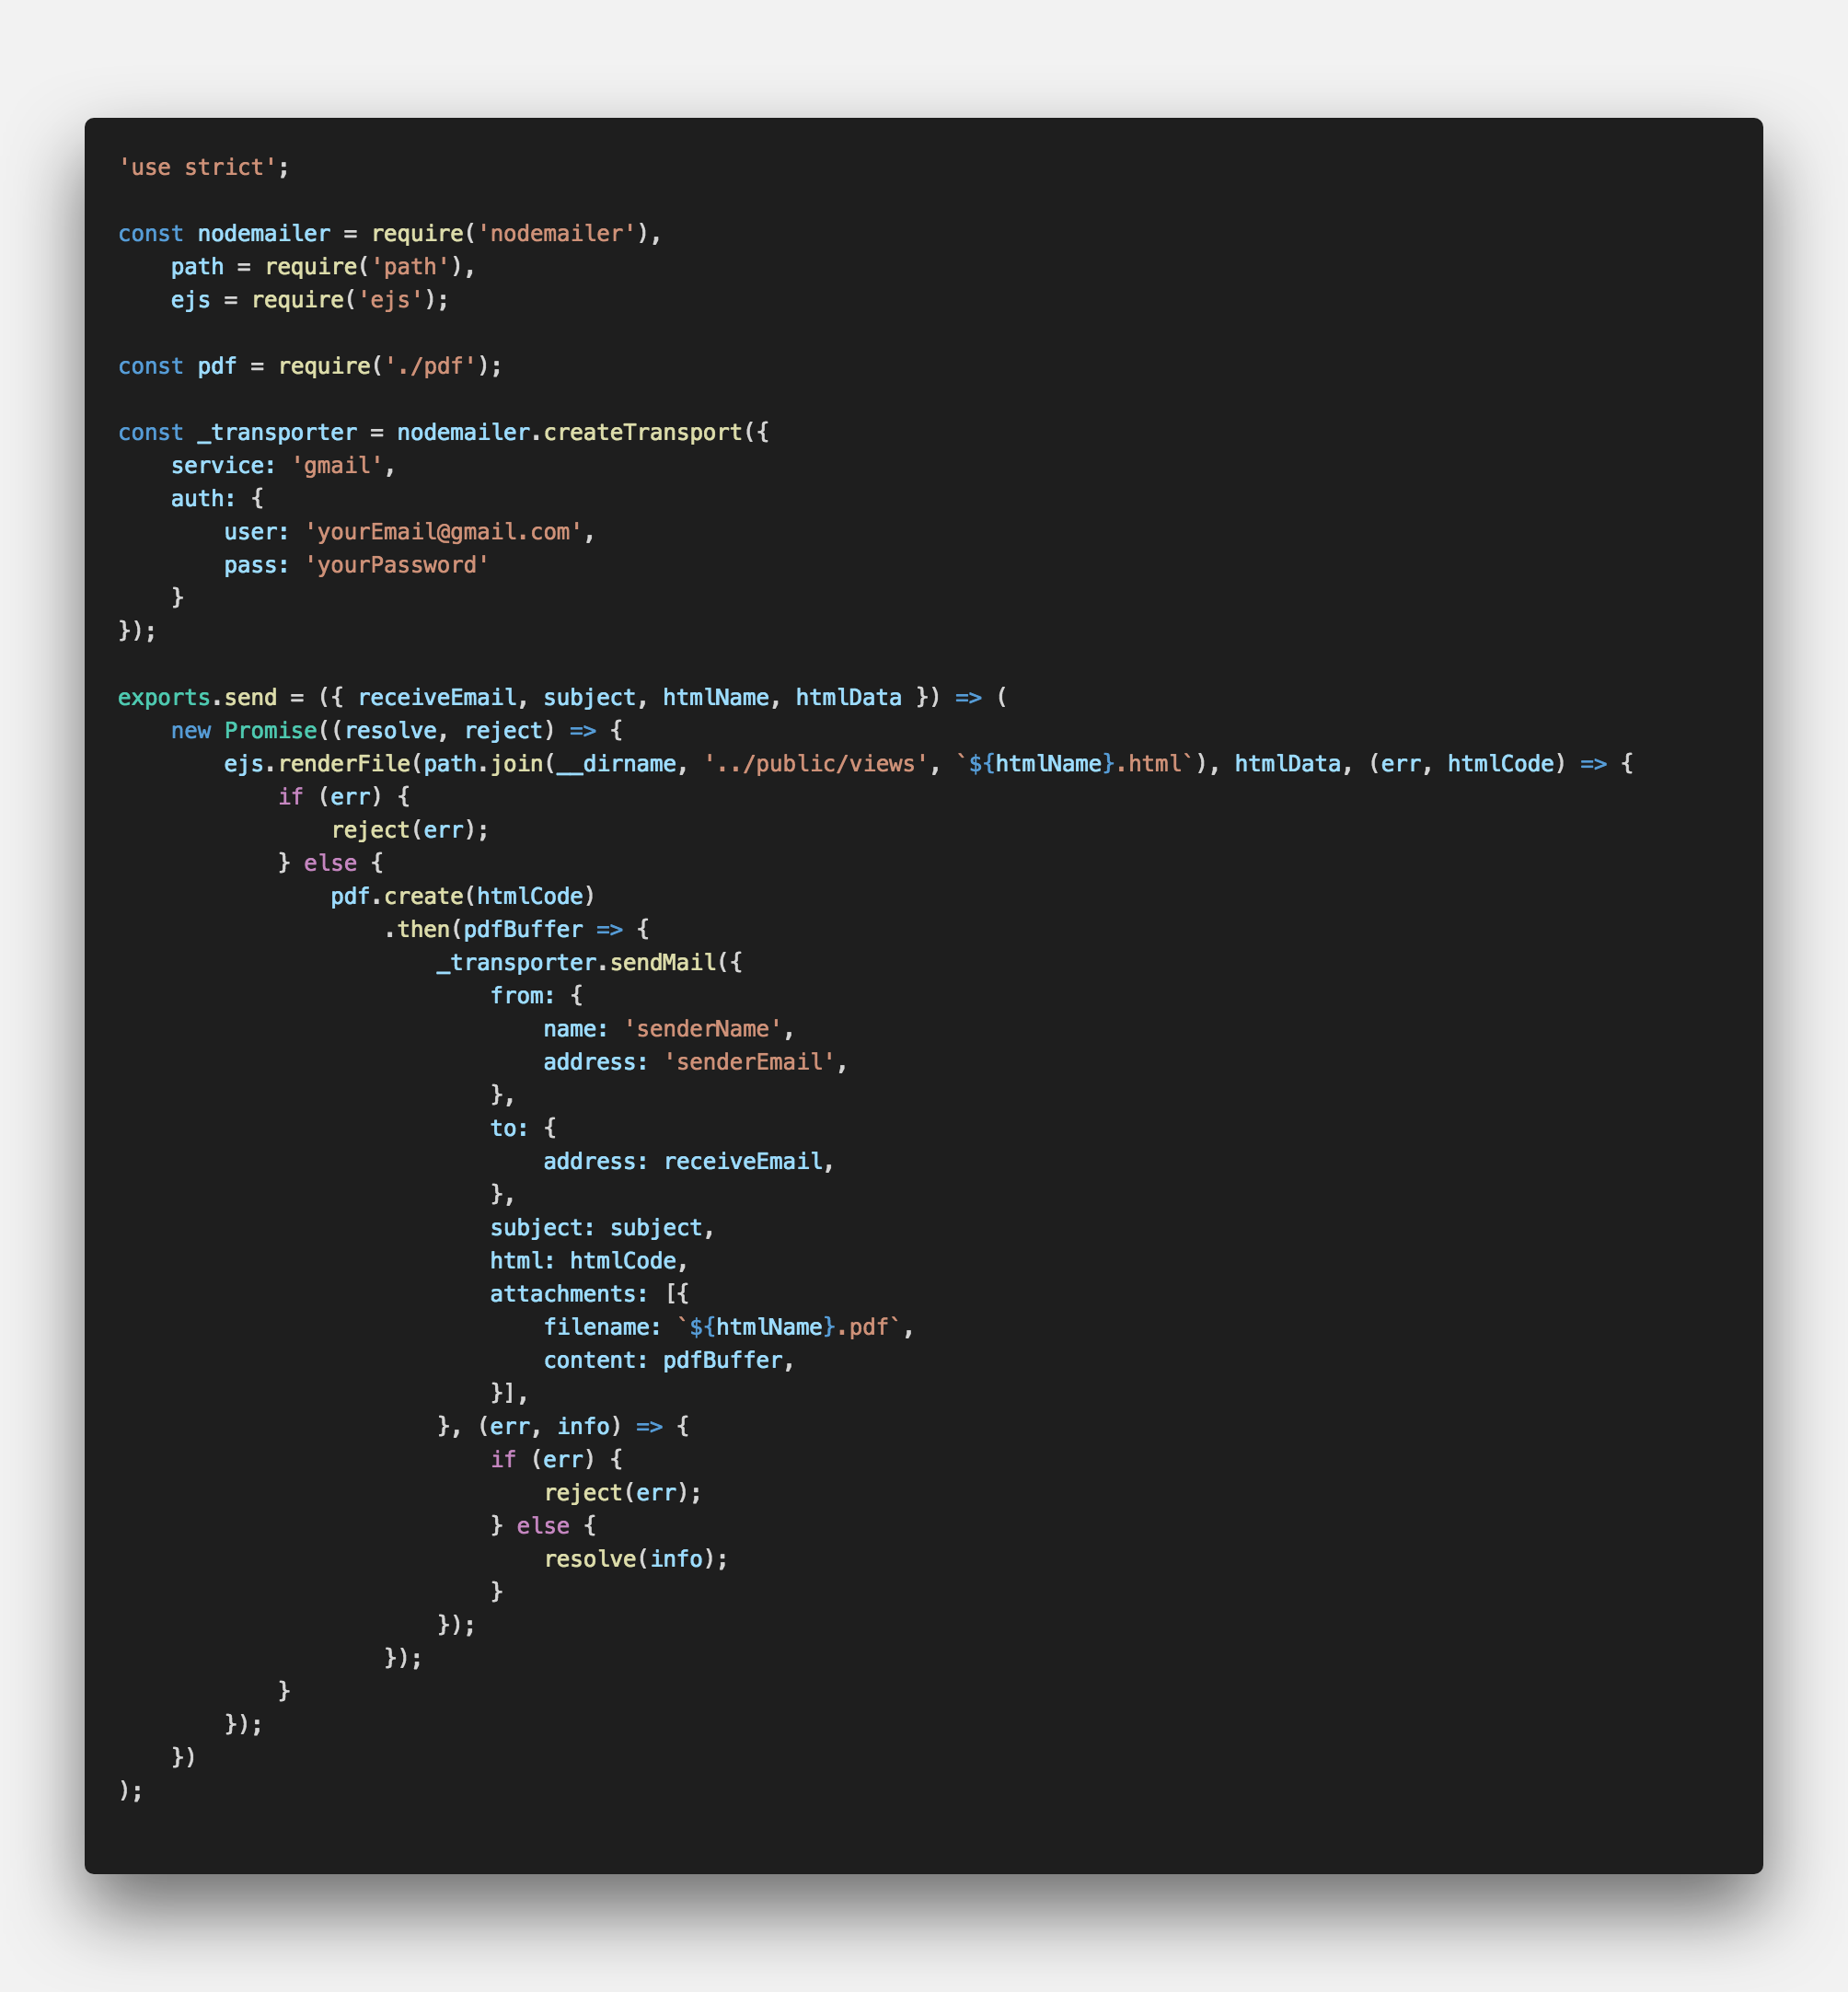 'use strict';

const nodemailer = require('nodemailer'),
    path = require('path'),
    ejs = require('ejs');

const pdf = require('./pdf');

const _transporter = nodemailer.createTransport({
    service: 'gmail',
    auth: {
        user: 'yourEmail@gmail.com',
        pass: 'yourPassword'
    }
});

exports.send = ({ receiveEmail, subject, htmlName, htmlData }) => (
    new Promise((resolve, reject) => {
        ejs.renderFile(path.join(__dirname, '../public/views', `${htmlName}.html`), htmlData, (err, htmlCode) => {
            if (err) {
                reject(err);
            } else {
                pdf.create(htmlCode)
                    .then(pdfBuffer => {
                        _transporter.sendMail({
                            from: {
                                name: 'senderName',
                                address: 'senderEmail',
                            },
                            to: {
                                address: receiveEmail,
                            },
                            subject: subject,
                            html: htmlCode,
                            attachments: [{
                                filename: `${htmlName}.pdf`,
                                content: pdfBuffer,
                            }],
                        }, (err, info) => {
                            if (err) {
                                reject(err);
                            } else {
                                resolve(info);
                            }
                        });
                    });
            }
        });
    })
);